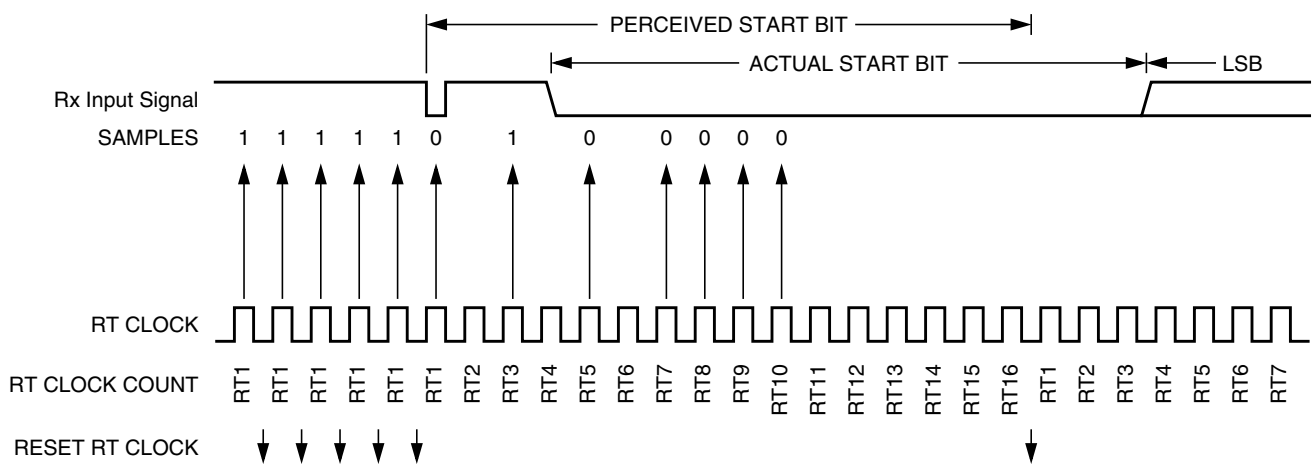 PERCEIVED START BIT
ACTUAL START BIT
LSB
Rx Input Signal
SAMPLES 1 1 1 1 1 0 1 0 0 0 0 0
RT CLOCK
RT CLOCK COUNT RT1 RT1 RT1 RT1 RT1 RT1 RT2 RT3 RT4 RT5 RT6 RT7 RT8 RT9 RT10 RT11 RT12 RT13 RT14 RT15 RT16 RT1 RT2 RT3 RT4 RT5 RT6 RT7
RESET RT CLOCK